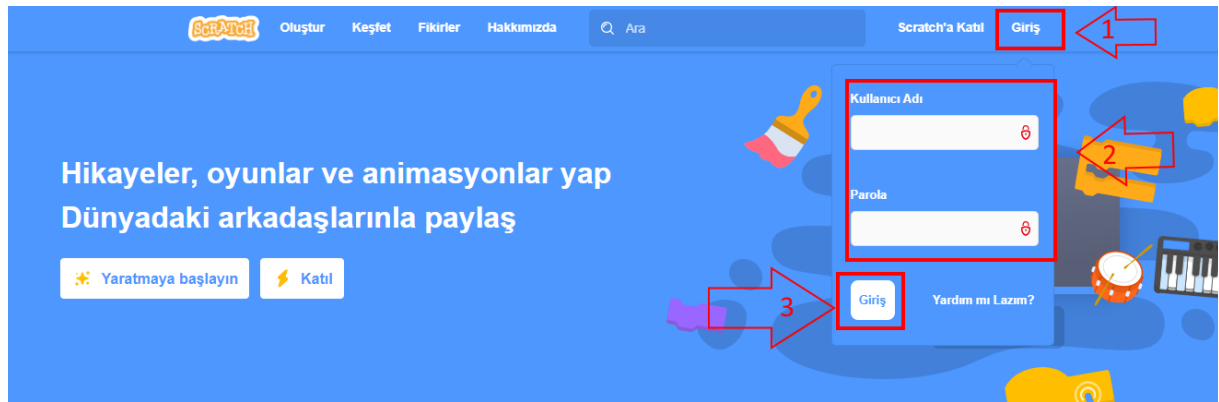 SCRATCH Oluştur Keşfet Fikirler Hakkımızda Ara Scratch'a Katıl Giriş 1
Kullanıcı Adı
2
Hikayeler, oyunlar ve animasyonlar yap
Dünyadaki arkadaşlarınla paylaş
Parola
Yaratmaya başlayın Katıl
3 Giriş Yardım mı Lazım?